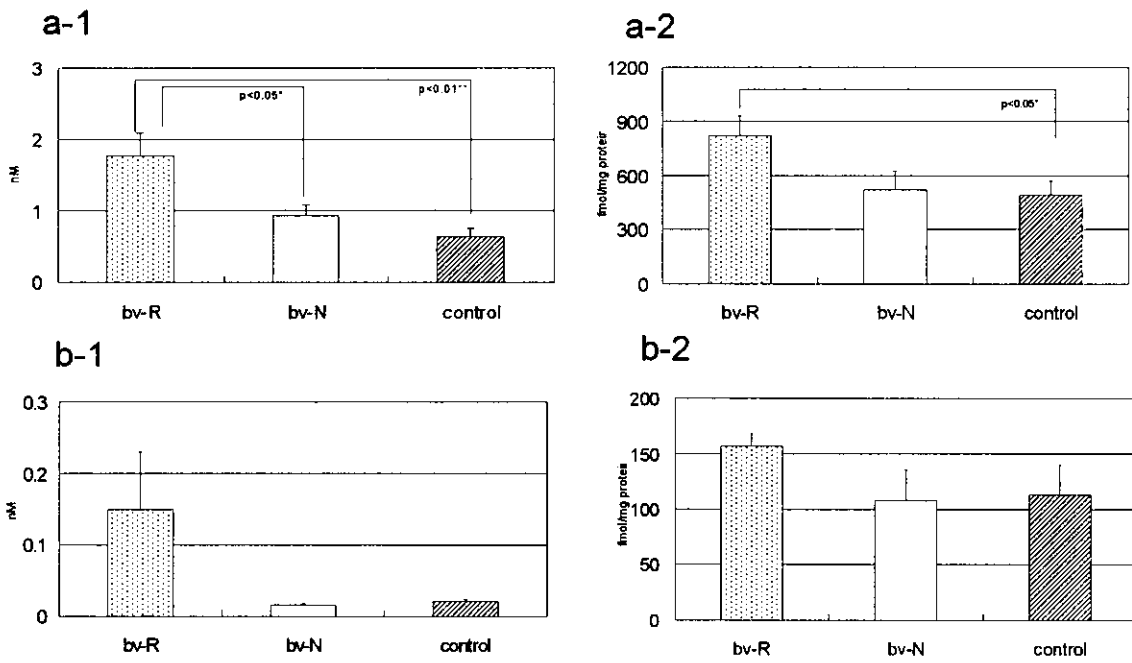 a-1
3
2
1
0
nM
p<0.05*
p<0.01**
bv-R bv-N control
a-2
1200
900
600
300
0
fmol/mg protein
p<0.05*
bv-R bv-N control
b-1
0.3
0.2
0.1
0
nM
bv-R bv-N control
b-2
200
150
100
50
0
fmol/mg protein
bv-R bv-N control